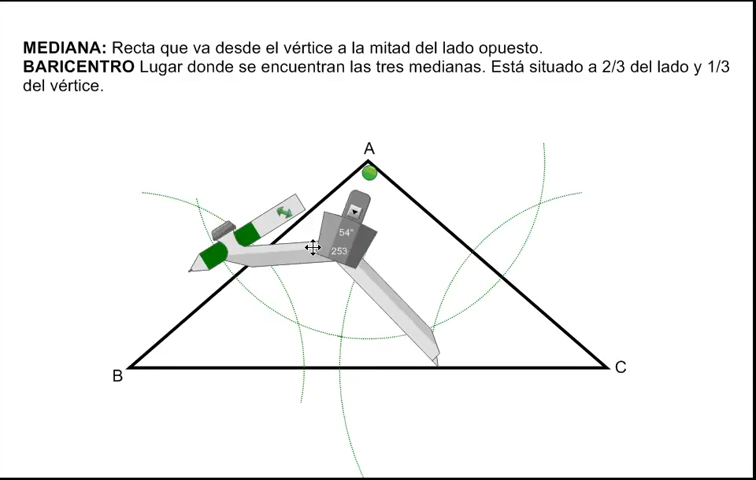 MEDIANA: Recta que va desde el vértice a la mitad del lado opuesto.
BARICENTRO Lugar donde se encuentran las tres medianas. Está situado a 2/3 del lado y 1/3
del vértice.
A
54°
253
B
C